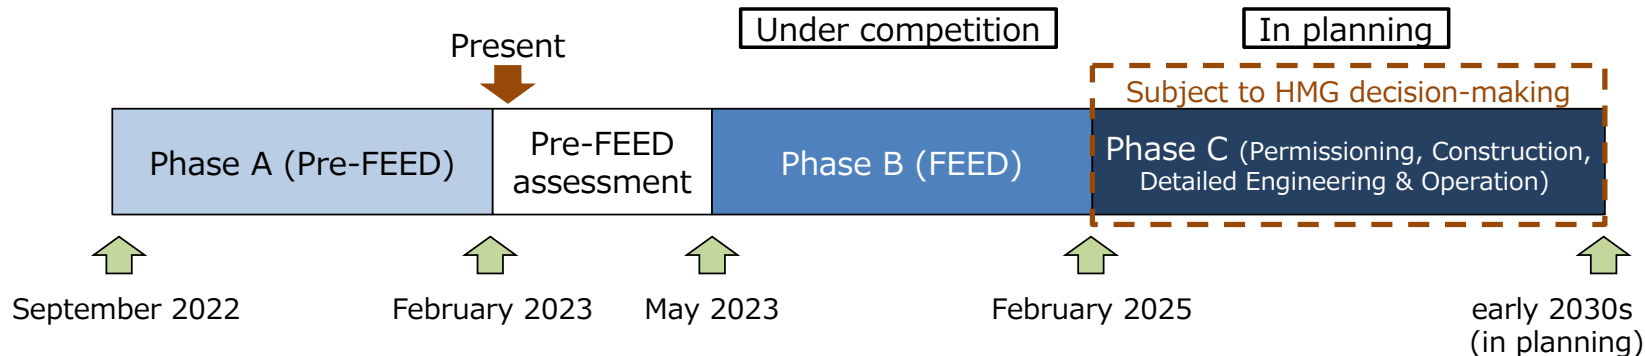 Under competition
In planning
Present
Subject to HMG decision-making
Phase A (Pre-FEED)
Pre-FEED
assessment
Phase B (FEED)
Phase C (Permissioning, Construction,
Detailed Engineering & Operation)
September 2022
February 2023
May 2023
February 2025
early 2030s
(in planning)